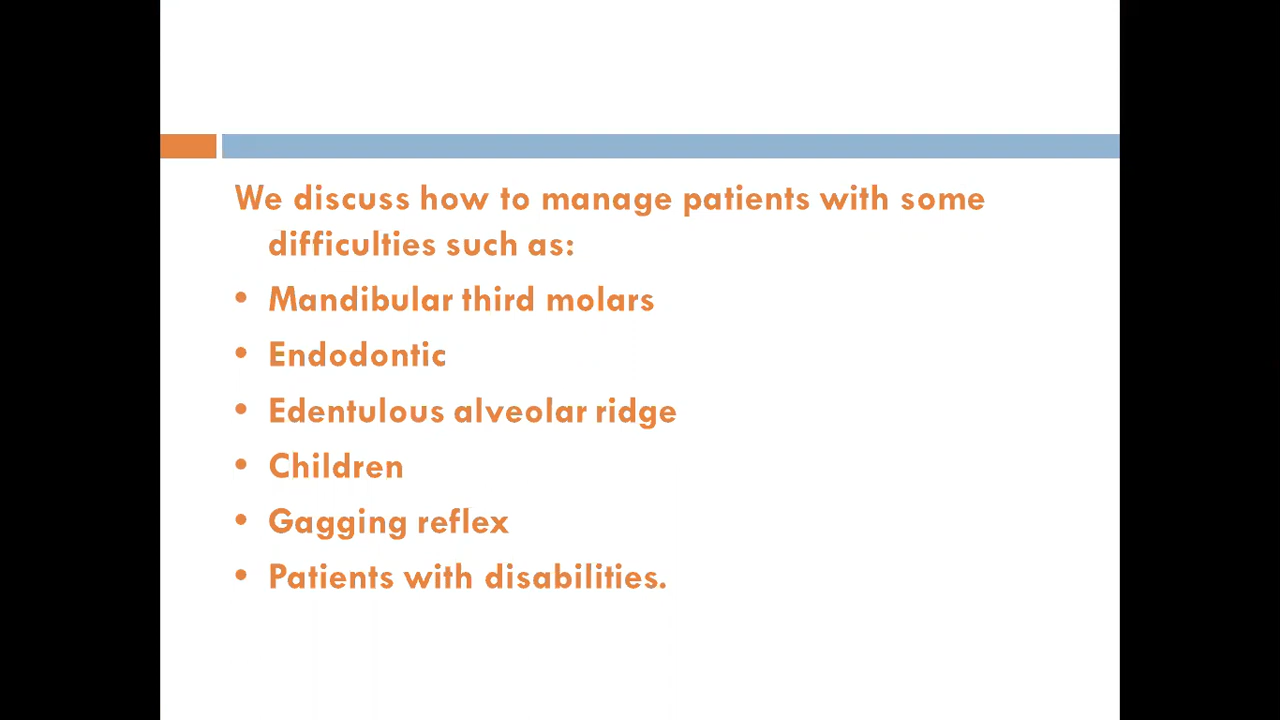 We discuss how to manage patients with some
difficulties such as:
• Mandibular third molars
• Endodontic
• Edentulous alveolar ridge
• Children
• Gagging reflex
• Patients with disabilities.